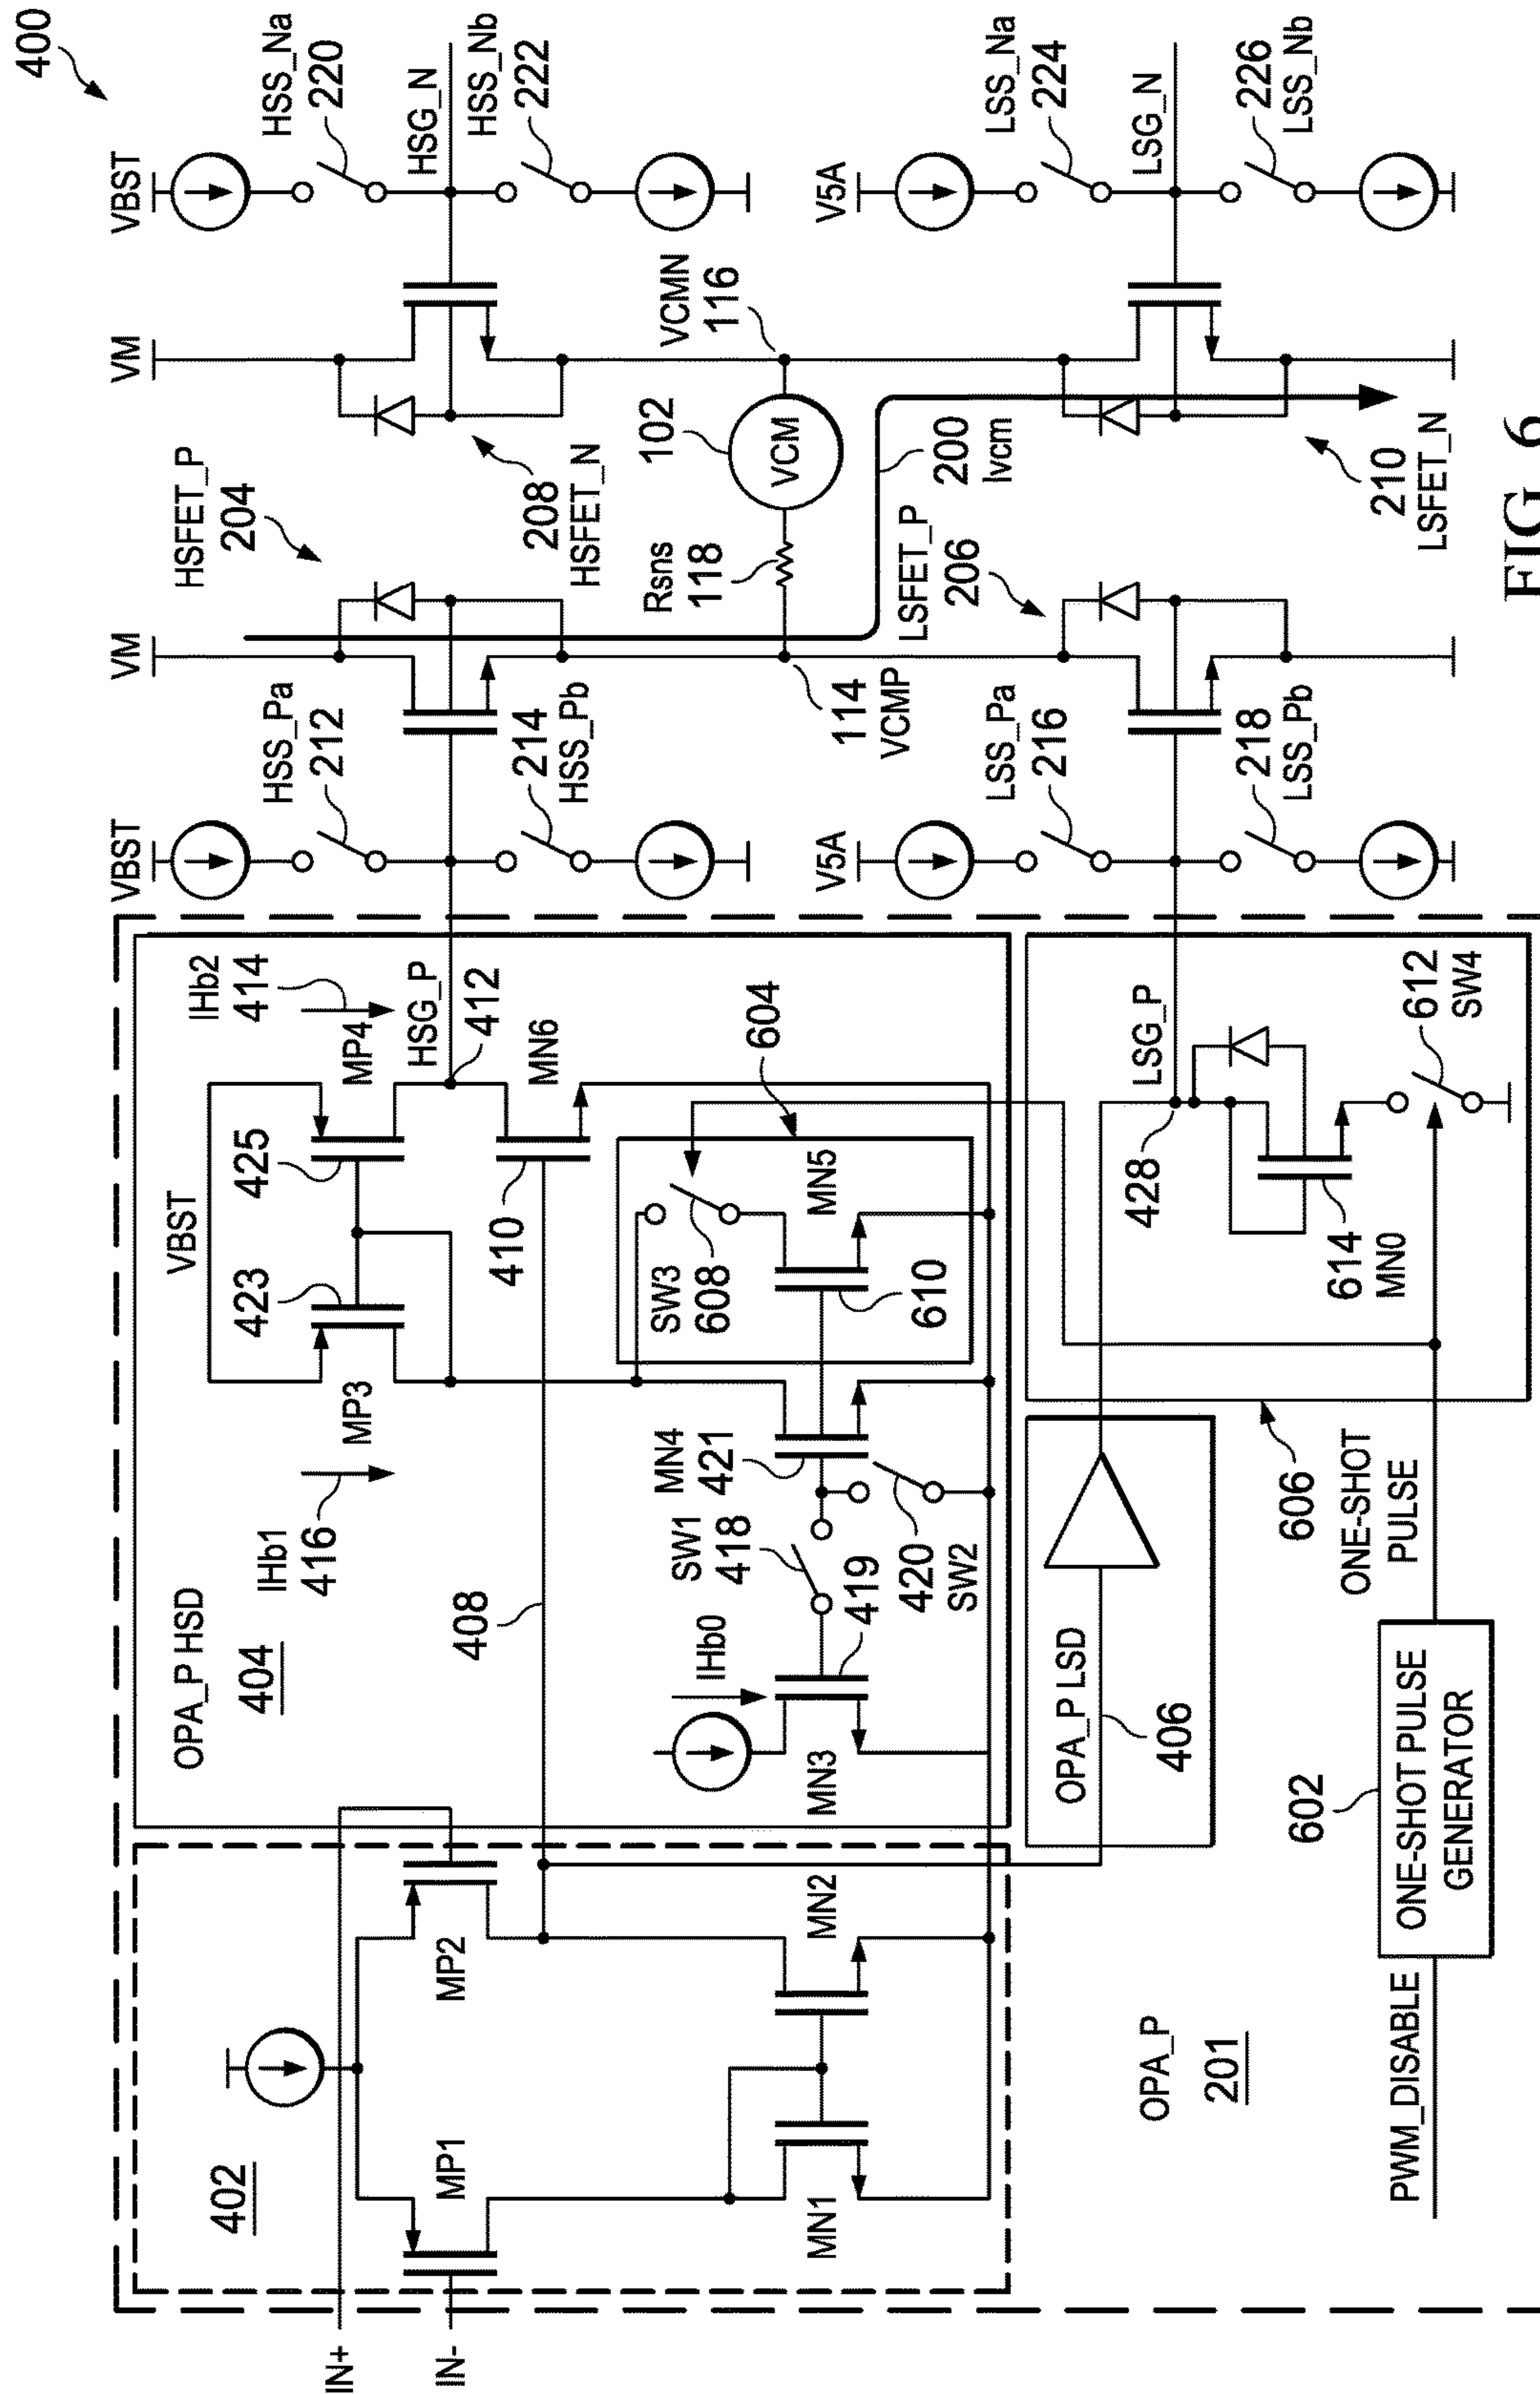 400
IN+
IN-
402
MP1
MP2
MN1
MN2
OPA_P HSD
404
IHb1
416
MP3
423
VBST
425
MP4
IHb2
414
HSG_P
412
408
410
MN6
IHb0
MN3
419
SW1
418
420
SW2
MN4
421
SW3
608
610
MN5
604
OPA_P
201
PWM_DISABLE
602
ONE-SHOT PULSE
GENERATOR
ONE-SHOT
PULSE
OPA_P LSD
406
606
428
LSG_P
614
MN0
612
SW4
VBST
HSS_Pa
212
214
HSS_Pb
V5A
LSS_Pa
216
218
LSS_Pb
VM
HSFET_P
204
114
VCMP
Rsns
118
LSFET_P
206
102
VCM
200
Ivcm
VM
208
HSFET_N
VCMN
116
210
LSFET_N
VBST
HSS_Na
220
HSG_N
HSS_Nb
222
V5A
LSS_Na
224
LSG_N
226
LSS_Nb
FIG. 6